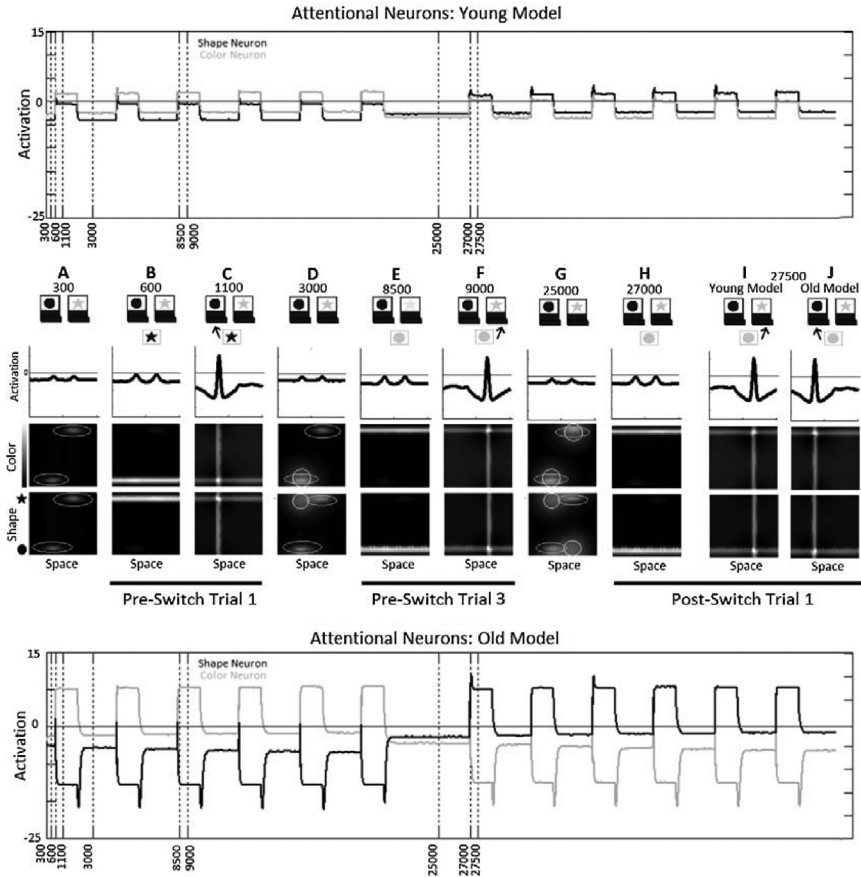 Attentional Neurons: Young Model
15
Shape Neuron
Color Neuron
0
Activation
-25
300
600
1100
3000
8500
9000
25000
27000
27500
A B C D E F G H I 27500 J
300 600 1100 3000 8500 9000 25000 27000 Young Model Old Model
Activation
0
Color
Shape
Space Space Space Space Space Space Space Space Space Space
Pre-Switch Trial 1 Pre-Switch Trial 3 Post-Switch Trial 1
Attentional Neurons: Old Model
15
Shape Neuron
Color Neuron
0
Activation
-25
300
600
1100
3000
8500
9000
25000
27000
27500